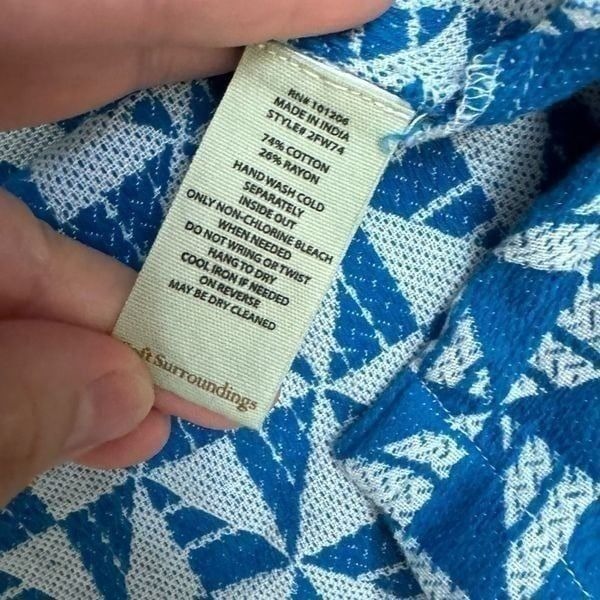 RN# 101206
MADE IN INDIA
STYLE# 2FW74
74% COTTON
26% RAYON
HAND WASH COLD
SEPARATELY
INSIDE OUT
ONLY NON-CHLORINE BLEACH
WHEN NEEDED
DO NOT WRING OR TWIST
HANG TO DRY
COOL IRON IF NEEDED
ON REVERSE
MAY BE DRY CLEANED
Soft Surroundings